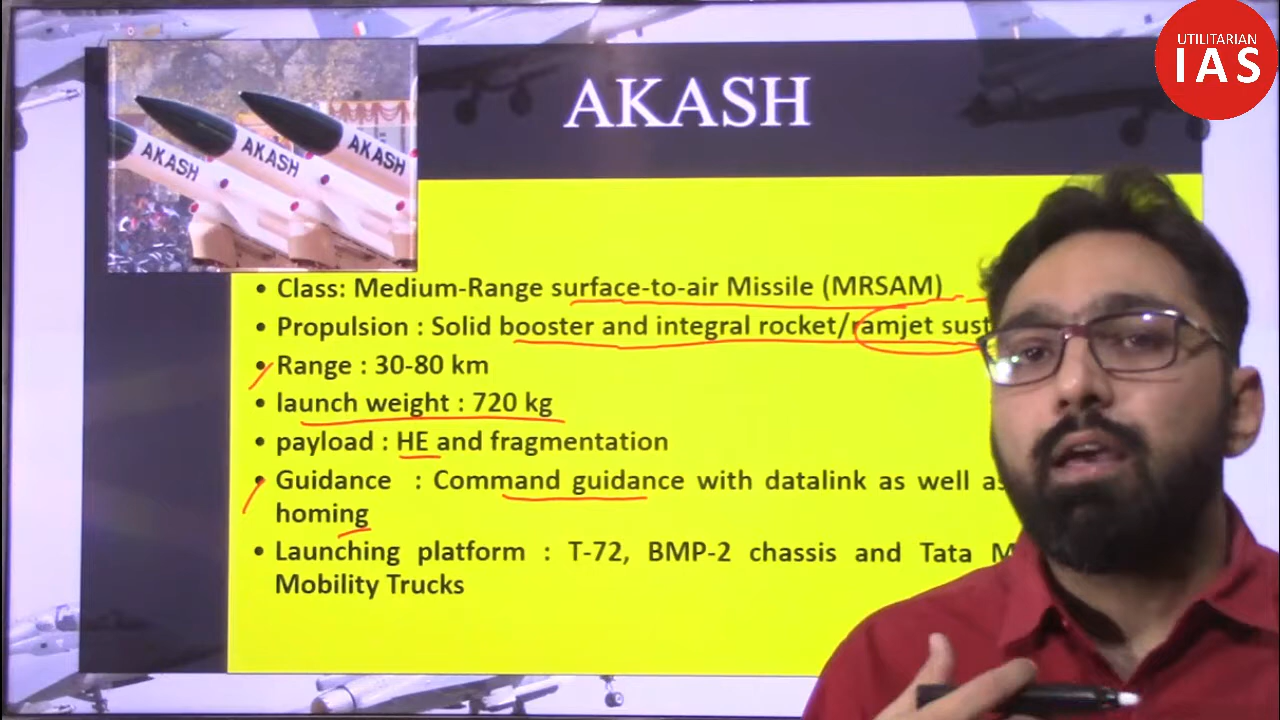 UTILITARIAN
IAS
AKASH
AKASH
AKASH
AKASH
• Class: Medium-Range surface-to-air Missile (MRSAM)
• Propulsion : Solid booster and integral rocket/ramjet
• Range : 30-80 km
• launch weight : 720 kg
• payload : HE and fragmentation
• Guidance : Command guidance with datalink as well as
homing
• Launching platform : T-72, BMP-2 chassis and Tata
Mobility Trucks